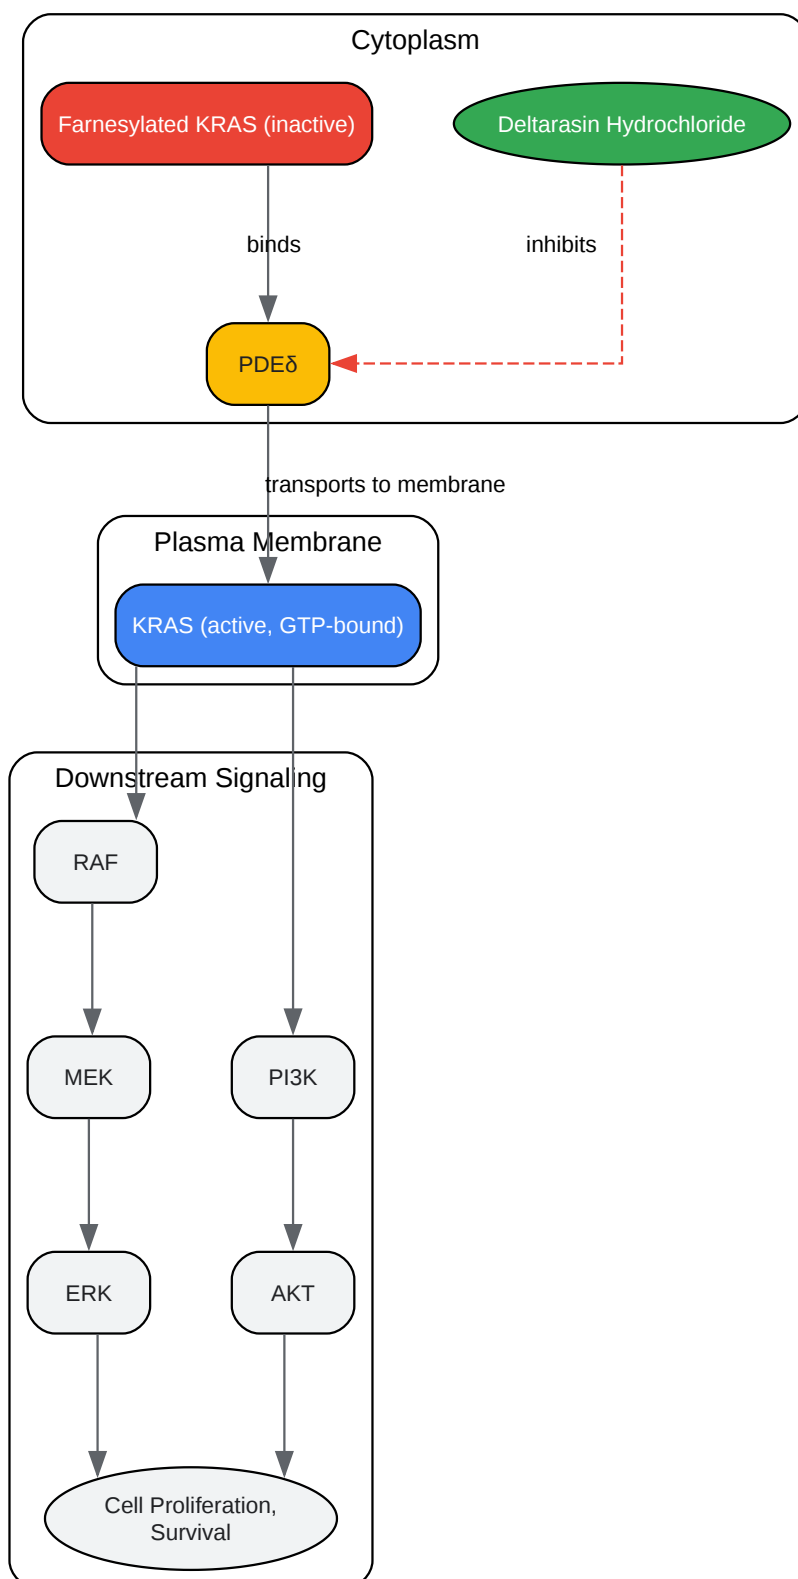 Cytoplasm
Farnesylated KRAS (inactive)
Deltarasin Hydrochloride
binds
inhibits
PDEδ
transports to membrane
Plasma Membrane
KRAS (active, GTP-bound)
Downstream Signaling
RAF
MEK
PI3K
ERK
AKT
Cell Proliferation,
Survival